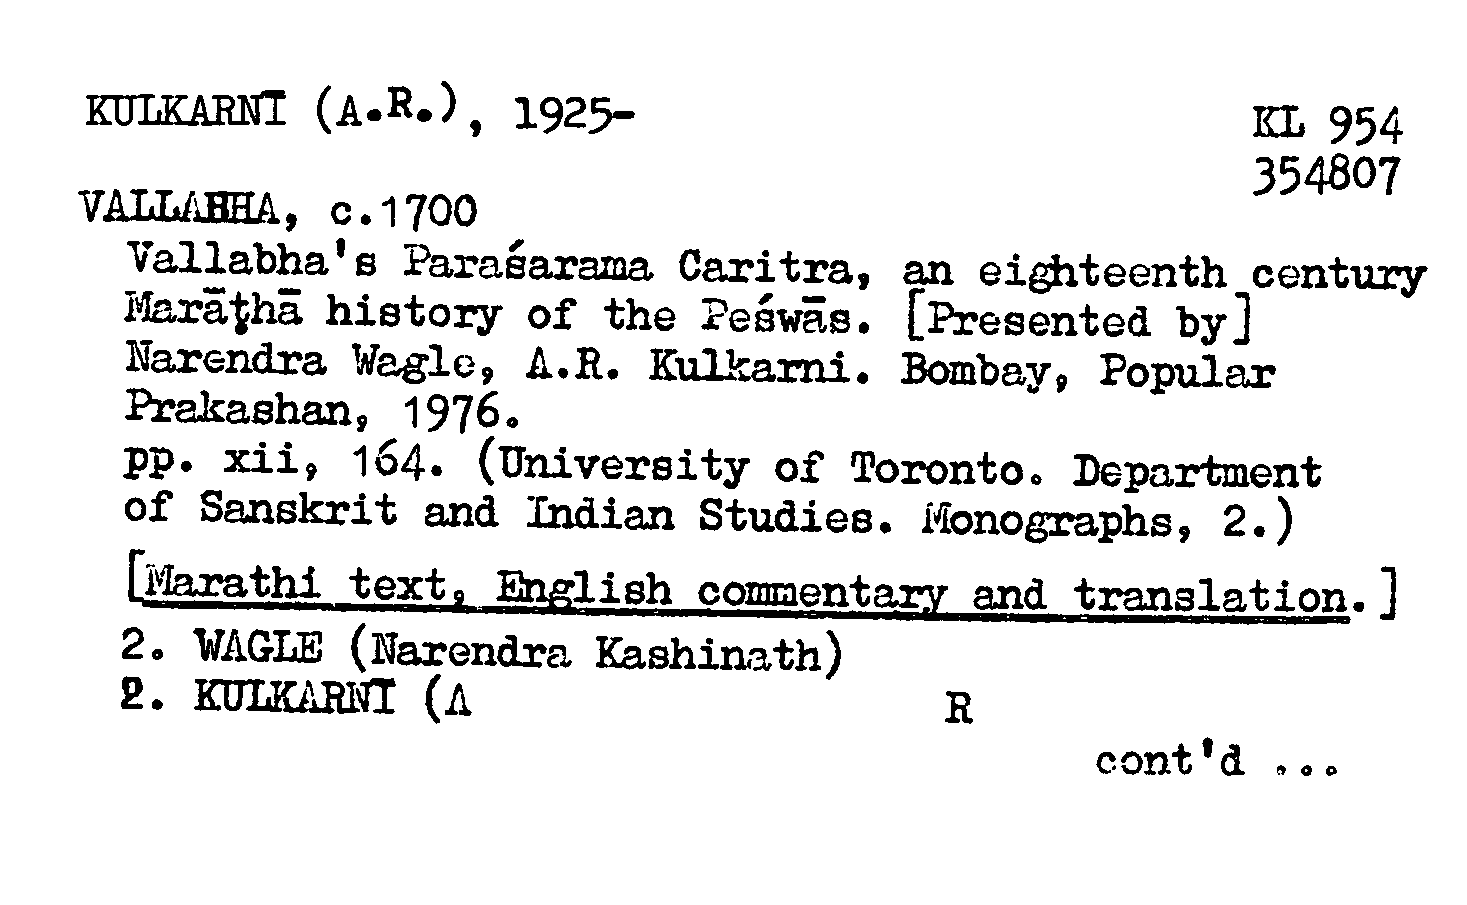 KULKARNI (A.R.), 1925-
KL 954
354807
VALLABHA, c.1700
Vallabha's Paraśarama Caritra, an eighteenth century
Marāṭhā history of the Peśwās. [Presented by]
Narendra Wagle, A.R. Kulkarni. Bombay, Popular
Prakashan, 1976.
pp. xii, 164. (University of Toronto. Department
of Sanskrit and Indian Studies. Monographs, 2.)
[Marathi text, English commentary and translation.]
2. WAGLE (Narendra Kashinath)
2. KULKARNI (A R
cont'd ...